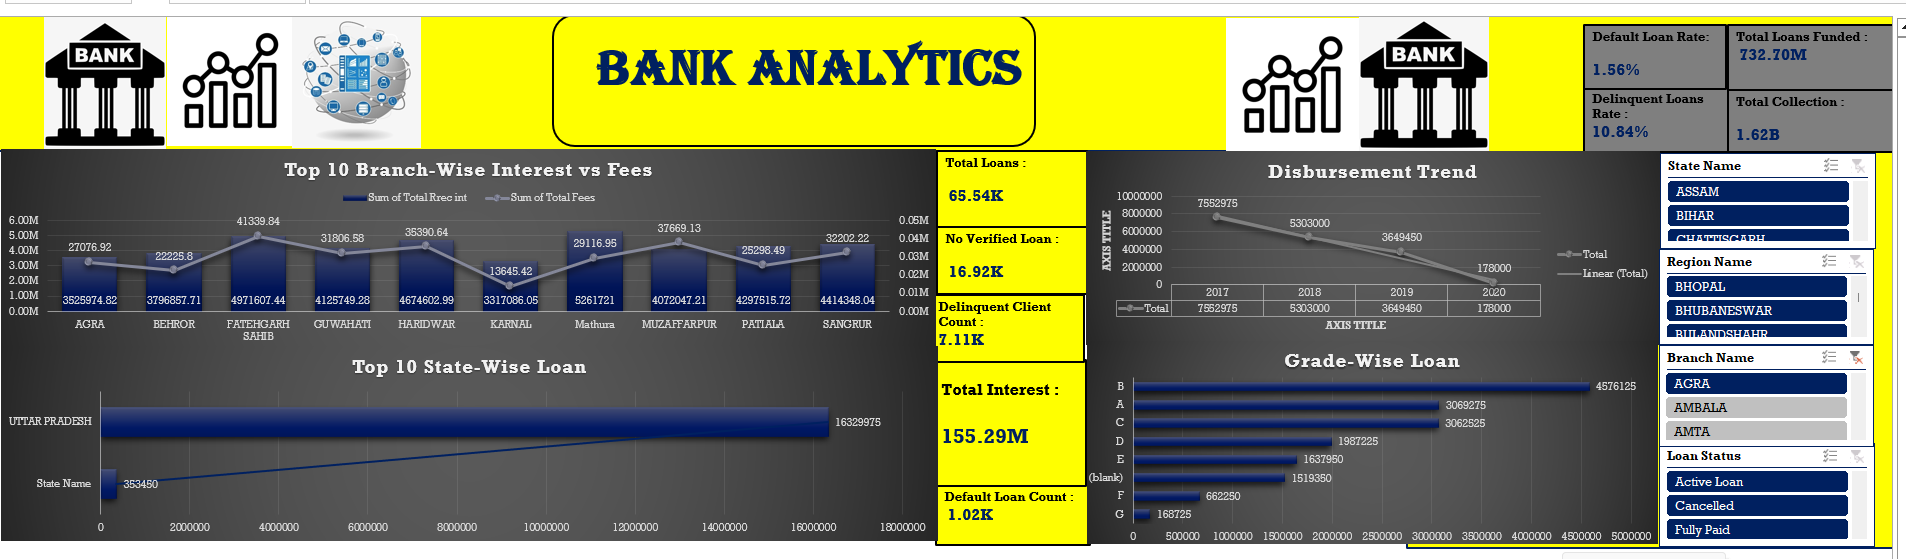 BANK
BANK ANALYTICS
BANK
Default Loan Rate:
1.56%
Total Loans Funded :
732.70M
Delinquent Loans
Rate :
10.84%
Total Collection :
1.62B
Top 10 Branch-Wise Interest vs Fees
Sum of Total Rrec int
Sum of Total Fees
6.00M
5.00M
4.00M
3.00M
2.00M
1.00M
0.00M
0.05M
0.04M
0.03M
0.02M
0.01M
0.00M
27076.92
22225.8
41339.84
31806.58
35390.64
13645.42
29116.95
37669.13
25298.49
32202.22
3525974.82
3796857.71
4971607.44
4125749.28
4674602.99
3317086.05
5261721
4072047.21
4297515.72
4414348.04
AGRA
BEHROR
FATEHGARH
SAHIB
GUWAHATI
HARIDWAR
KARNAL
Mathura
MUZAFFARPUR
PATIALA
SANGRUR
Top 10 State-Wise Loan
UTTAR PRADESH
16329975
State Name
353450
0
2000000
4000000
6000000
8000000
10000000
12000000
14000000
16000000
18000000
Total Loans :
65.54K
No Verified Loan :
16.92K
Delinquent Client
Count :
7.11K
Total Interest :
155.29M
Default Loan Count :
1.02K
Disbursement Trend
AXIS TITLE
10000000
8000000
6000000
4000000
2000000
0
7552975
5303000
3649450
178000
Total
Linear (Total)
2017
2018
2019
2020
Total
7552975
5303000
3649450
178000
AXIS TITLE
Grade-Wise Loan
B
4576125
A
3069275
C
3062525
D
1987225
E
1637950
(blank)
1519350
F
662250
G
168725
0
500000
1000000
1500000
2000000
2500000
3000000
3500000
4000000
4500000
5000000
State Name
ASSAM
BIHAR
CHATTISGARH
Region Name
BHOPAL
BHUBANESWAR
BULANDSHAHR
Branch Name
AGRA
AMBALA
AMTA
Loan Status
Active Loan
Cancelled
Fully Paid